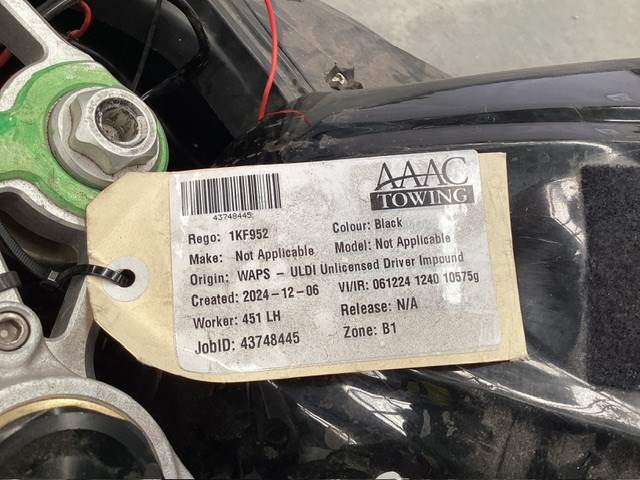 AAAC
TOWING
43748445
Rego: 1KF952 Colour: Black
Make: Not Applicable Model: Not Applicable
Origin: WAPS - ULDI Unlicensed Driver Impound
Created: 2024-12-06 VI/IR: 061224 1240 10575g
Worker: 451 LH Release: N/A
JobID: 43748445 Zone: B1